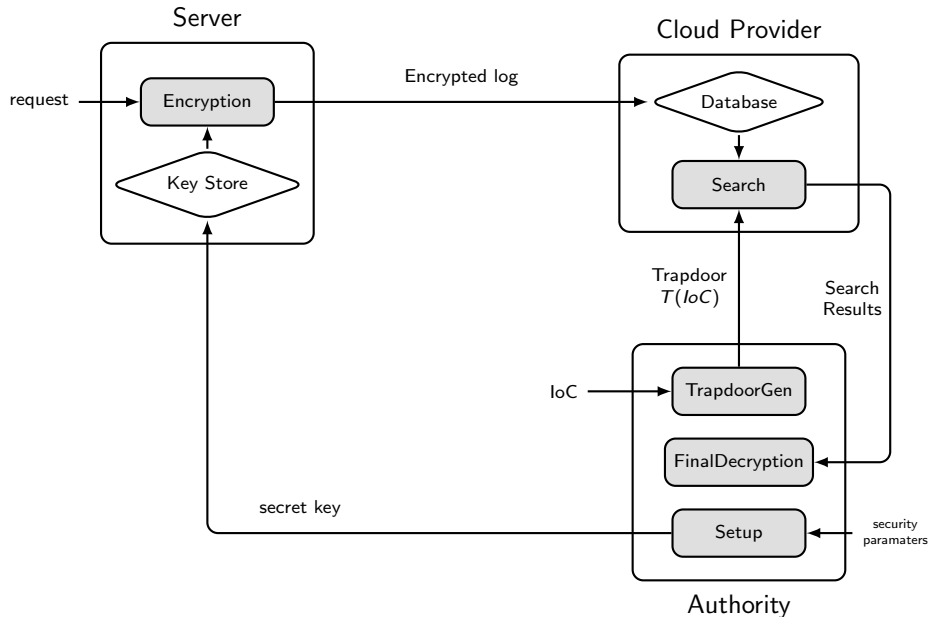 Server
Cloud Provider
request
Encryption
Encrypted log
Database
Key Store
Search
Trapdoor
T(IoC)
Search
Results
IoC
TrapdoorGen
FinalDecryption
secret key
Setup
security
paramaters
Authority